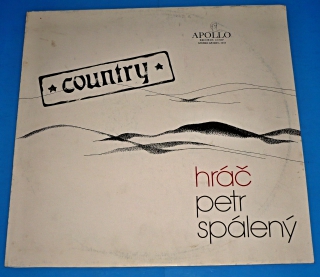 APOLLO
country
hráč
petr
spálený